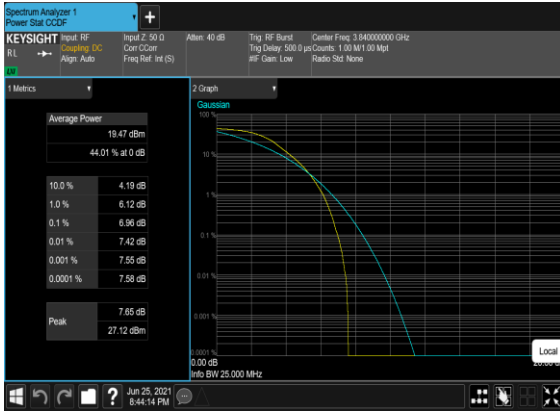 Spectrum Analyzer 1
Power Stat CCDF
+
KEYSIGHT
RL
Input: RF
Coupling: DC
Align: Auto
Input Z: 50 Ω
Corr CCorr
Freq Ref: Int (S)
Atten: 40 dB
Trig: RF Burst
Trig Delay: 500.0 µs
#IF Gain: Low
Center Freq: 3.840000000 GHz
Counts: 1.00 M/1.00 Mpt
Radio Std: None
1 Metrics
Average Power
19.47 dBm
44.01 % at 0 dB
10.0 % 4.19 dB
1.0 % 6.12 dB
0.1 % 6.96 dB
0.01 % 7.42 dB
0.001 % 7.55 dB
0.0001 % 7.58 dB
Peak
7.65 dB
27.12 dBm
2 Graph
Gaussian
100 %
10 %
1 %
0.1 %
0.01 %
0.001 %
0.0001 %
0.00 dB
Info BW 25.000 MHz
Local
?
Jun 25, 2021
8:44:14 PM